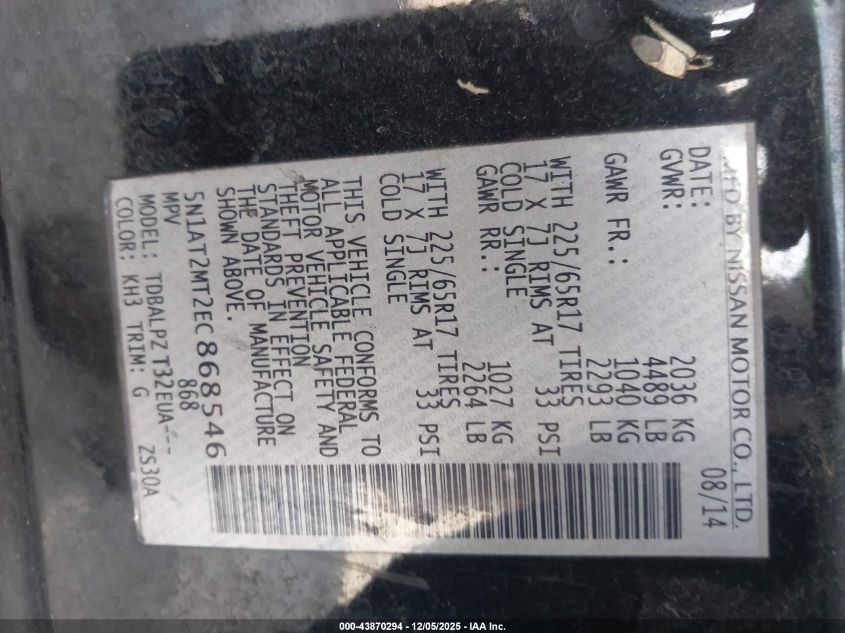 MFD BY NISSAN MOTOR CO., LTD.
DATE: 08/14
GVWR: 2036 KG
4489 LB
GAWR FR.: 1040 KG
2293 LB
WITH 225/65R17 TIRES
17 X 7J RIMS AT 33 PSI
COLD SINGLE
GAWR RR.: 1027 KG
2264 LB
WITH 225/65R17 TIRES
17 X 7J RIMS AT 33 PSI
COLD SINGLE
THIS VEHICLE CONFORMS TO
ALL APPLICABLE FEDERAL
MOTOR VEHICLE SAFETY AND
THEFT PREVENTION
STANDARDS IN EFFECT ON
THE DATE OF MANUFACTURE
SHOWN ABOVE.
5N1AT2MT2EC868546
MPV 868
MODEL: TDBALPZ T32EUA---
COLOR: KH3 TRIM: G ZS30A
000-43870294 - 12/05/2025 - IAA Inc.